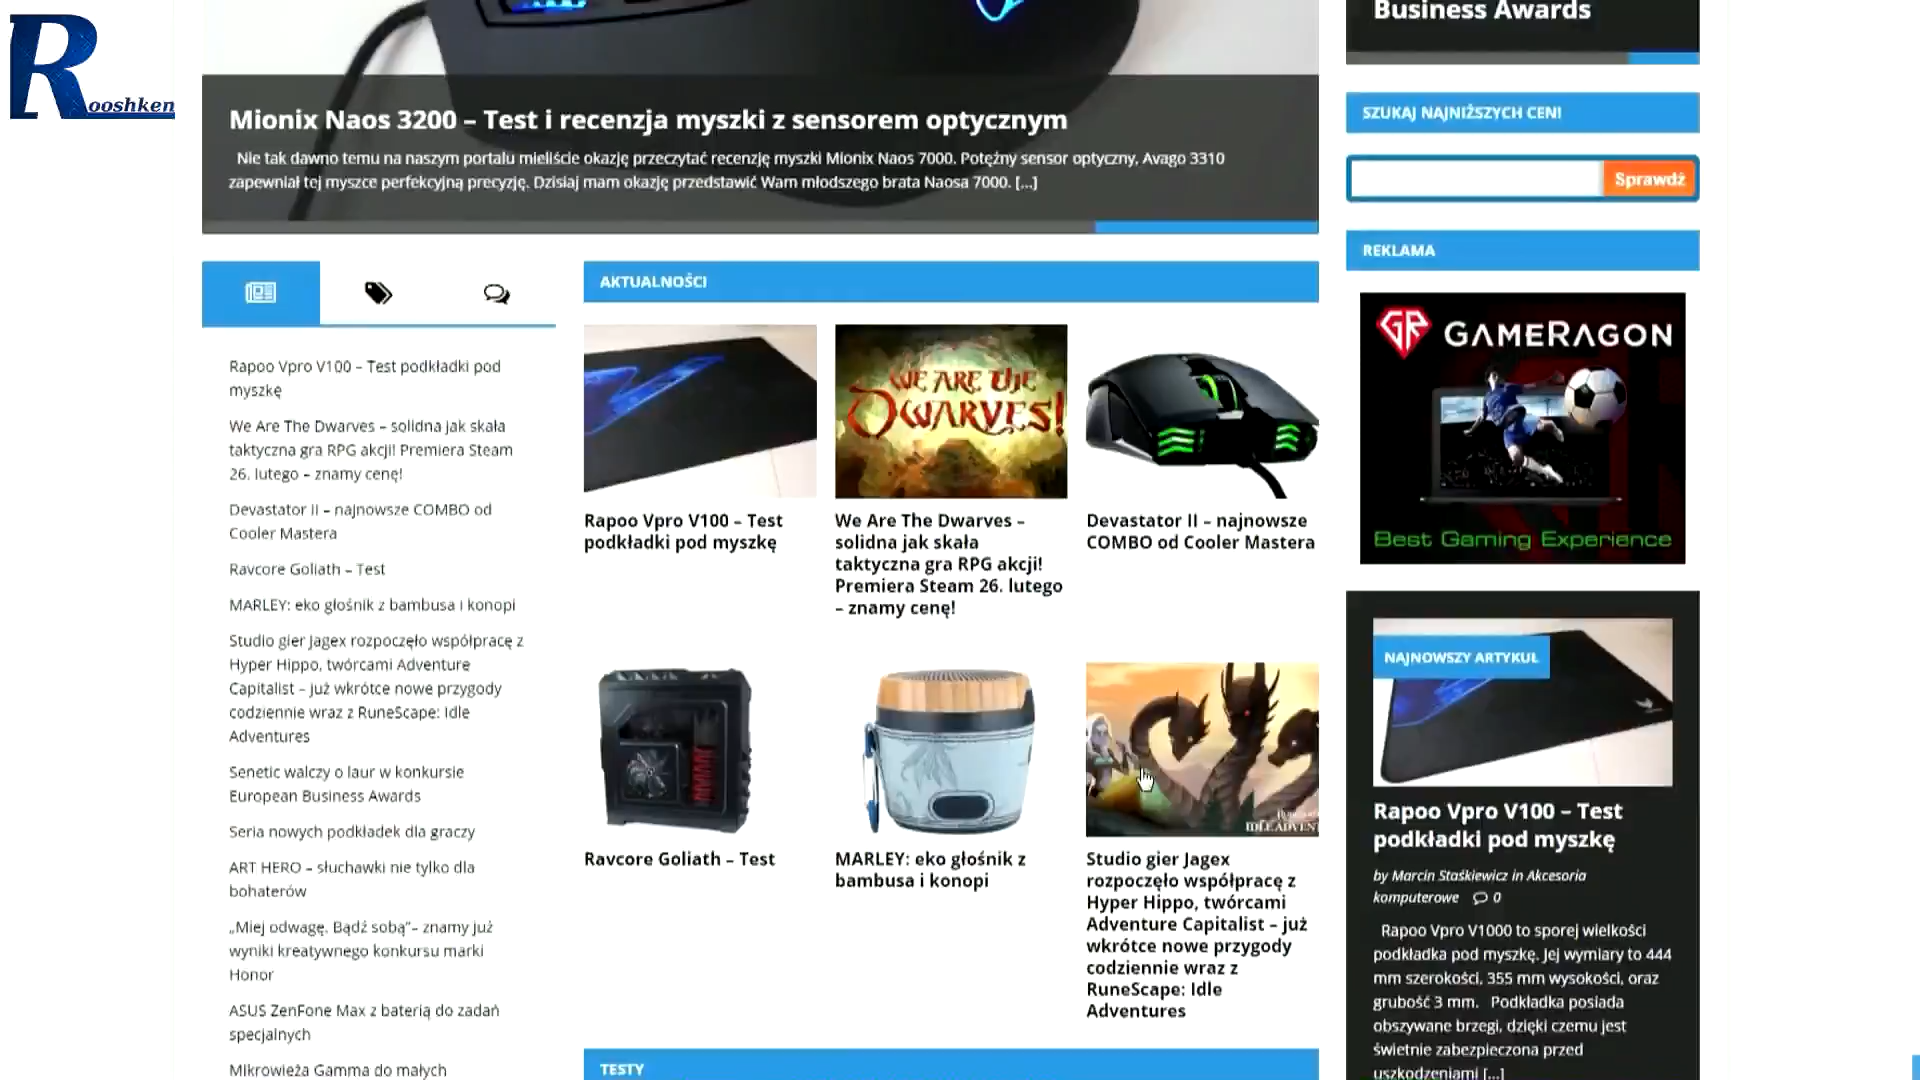 Rooshken
Business Awards
Mionix Naos 3200 – Test i recenzja myszki z sensorem optycznym
Nie tak dawno temu na naszym portalu mieliście okazję przeczytać recenzję myszki Mionix Naos 7000. Potężny sensor optyczny, Avago 3310
zapewniał tej myszce perfekcyjną precyzję. Dzisiaj mam okazję przedstawić Wam młodszego brata Naosa 7000. [...]
SZUKAJ NAJNIŻSZYCH CEN!
Sprawdź
REKLAMA
GAMERAGON
Best Gaming Experience
Rapoo Vpro V100 – Test podkładki pod
myszkę
We Are The Dwarves – solidna jak skała
taktyczna gra RPG akcji! Premiera Steam
26. lutego – znamy cenę!
Devastator II – najnowsze COMBO od
Cooler Mastera
Ravcore Goliath – Test
MARLEY: eko głośnik z bambusa i konopi
Studio gier Jagex rozpoczęło współpracę z
Hyper Hippo, twórcami Adventure
Capitalist – już wkrótce nowe przygody
codziennie wraz z RuneScape: Idle
Adventures
Senetic walczy o laur w konkursie
European Business Awards
Seria nowych podkładek dla graczy
ART HERO – słuchawki nie tylko dla
bohaterów
„Miej odwagę. Bądź sobą”– znamy już
wyniki kreatywnego konkursu marki
Honor
ASUS ZenFone Max z baterią do zadań
specjalnych
Mikrowieża Gamma do małych
AKTUALNOŚCI
WE ARE THE
DWARVES!
Rapoo Vpro V100 – Test
podkładki pod myszkę
We Are The Dwarves –
solidna jak skała
taktyczna gra RPG akcji!
Premiera Steam 26. lutego
– znamy cenę!
Devastator II – najnowsze
COMBO od Cooler Mastera
Ravcore Goliath – Test
MARLEY: eko głośnik z
bambusa i konopi
Studio gier Jagex
rozpoczęło współpracę z
Hyper Hippo, twórcami
Adventure Capitalist – już
wkrótce nowe przygody
codziennie wraz z
RuneScape: Idle
Adventures
TESTY
NAJNOWSZY ARTYKUŁ
Rapoo Vpro V100 – Test
podkładki pod myszkę
by Marcin Staśkiewicz in Akcesoria
komputerowe 0
Rapoo Vpro V1000 to sporej wielkości
podkładka pod myszkę. Jej wymiary to 444
mm szerokości, 355 mm wysokości, oraz
grubość 3 mm. Podkładka posiada
obszywane brzegi, dzięki czemu jest
świetnie zabezpieczona przed
uszkodzeniami [...]